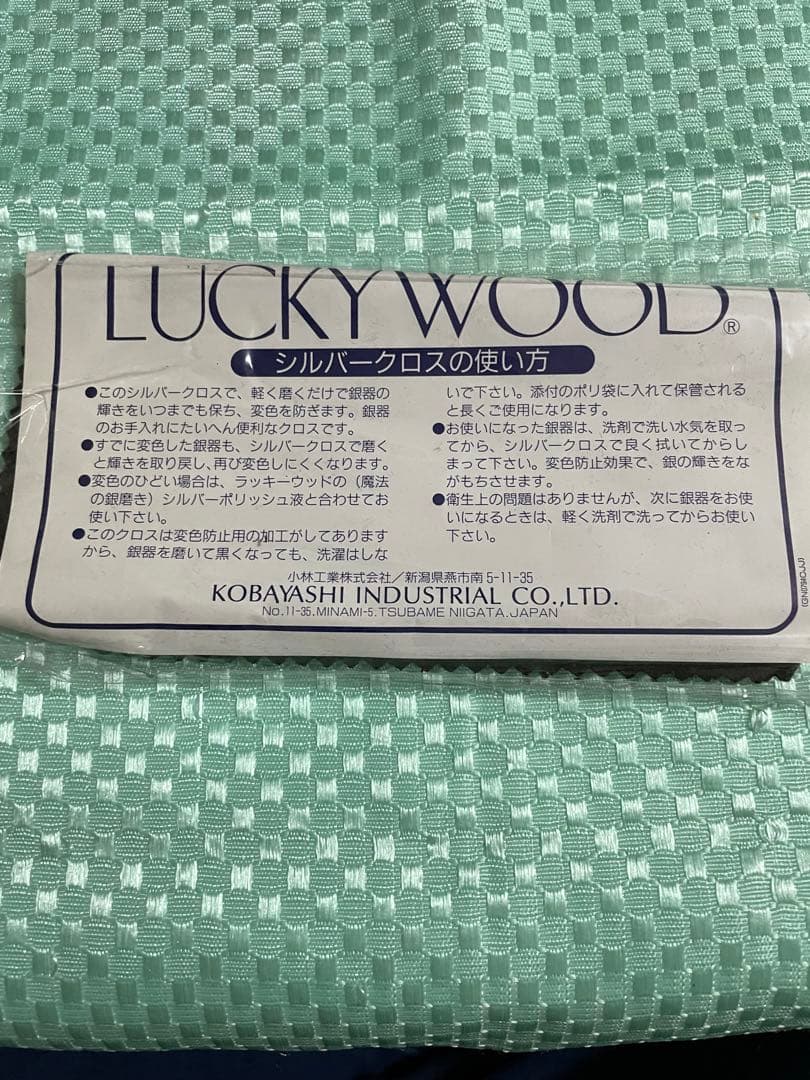 LUCKY WOOD®
シルバークロスの使い方
●このシルバークロスで、軽く磨くだけで銀器の
輝きをいつまでも保ち、変色を防ぎます。銀器
のお手入れにたいへん便利なクロスです。
●すでに変色した銀器も、シルバークロスで磨く
と輝きを取り戻し、再び変色しにくくなります。
●変色のひどい場合は、ラッキーウッドの（魔法
の銀磨き）シルバーポリッシュ液と合わせてお
使い下さい。
●このクロスは変色防止用の加工がしてあります
から、銀器を磨いて黒くなっても、洗濯はしな
いで下さい。添付のポリ袋に入れて保管される
と長くご使用になります。
●お使いになった銀器は、洗剤で洗い水気を取っ
てから、シルバークロスで良く拭いてからし
まって下さい。変色防止効果で、銀の輝きをな
がもちさせます。
●衛生上の問題はありませんが、次に銀器をお使
いになるときは、軽く洗剤で洗ってからお使い
下さい。
小林工業株式会社／新潟県燕市南5-11-35
KOBAYASHI INDUSTRIAL CO.,LTD.
No.11-35.MINAMI-5.TSUBAME NIIGATA.JAPAN